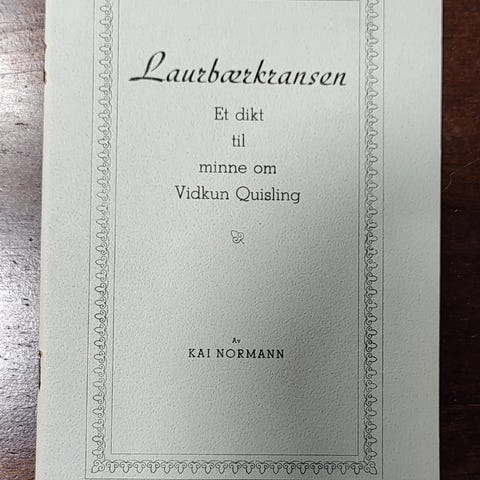 Laurbærkransen
Et dikt
til
minne om
Vidkun Quisling
Av
KAI NORMANN